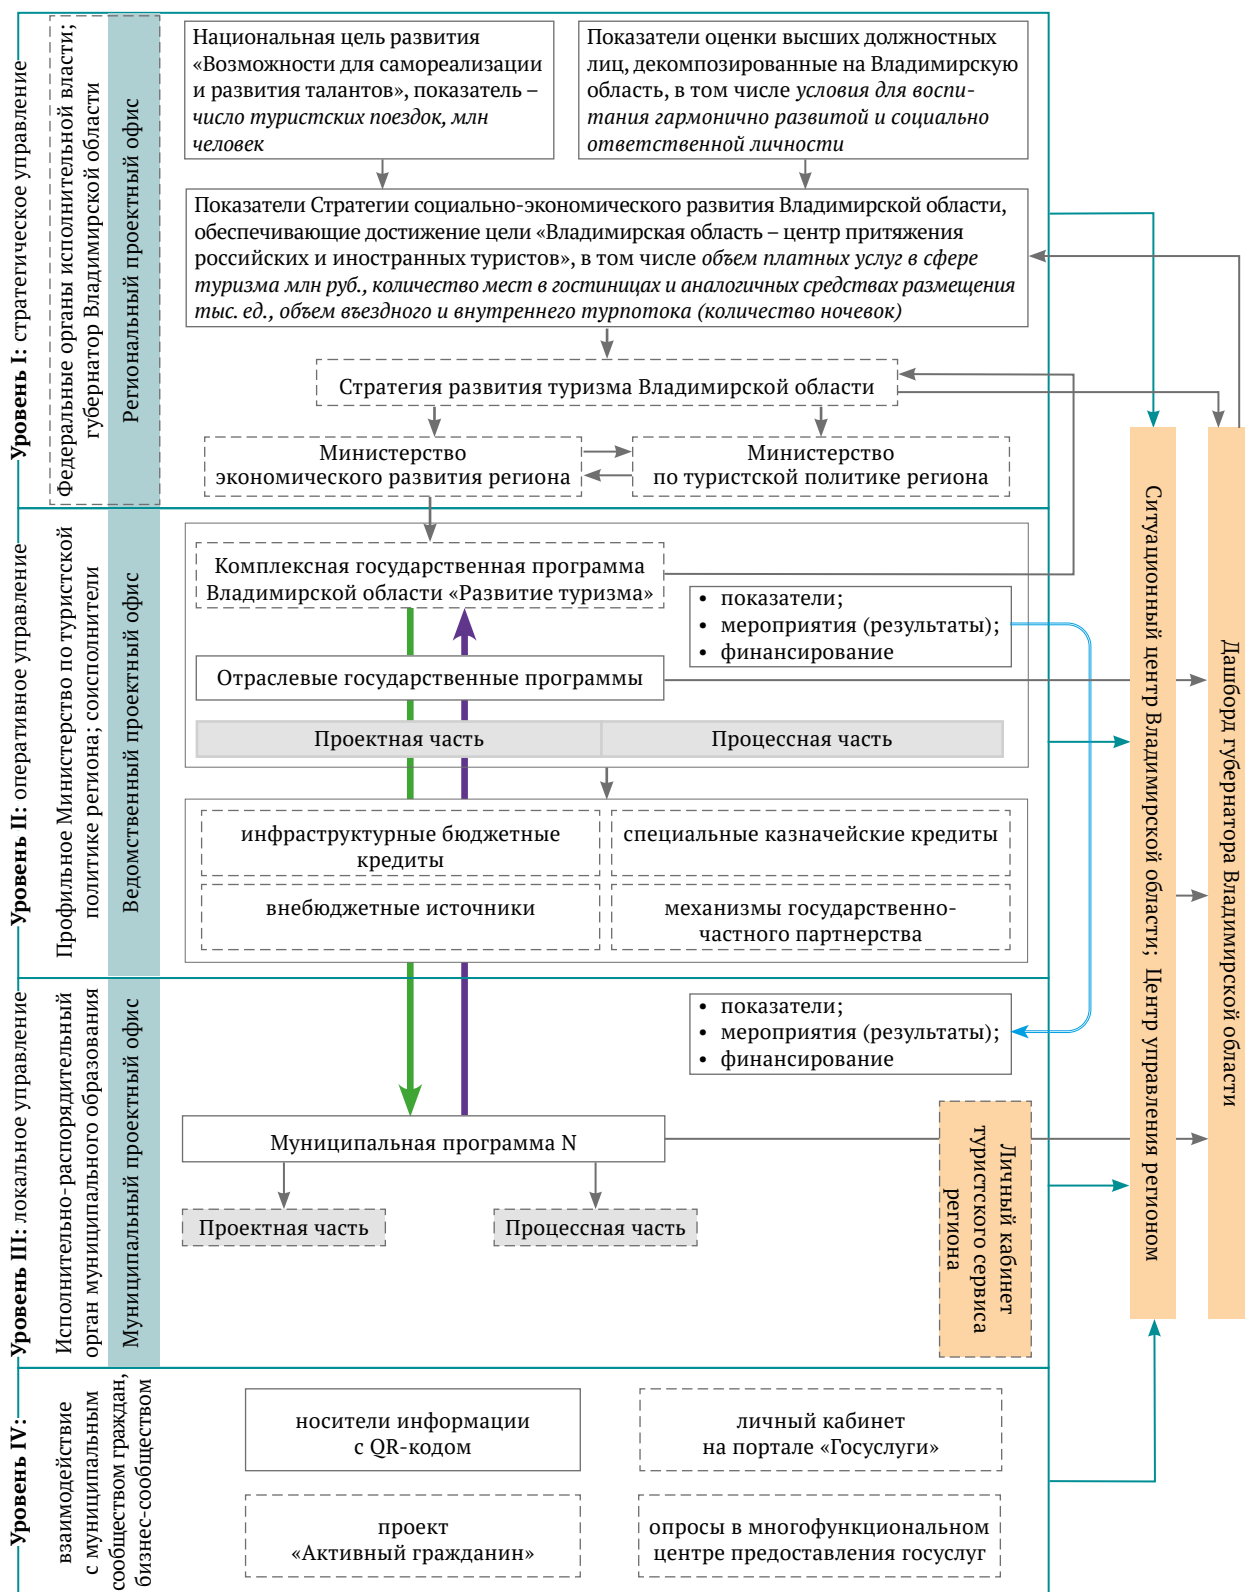 Уровень I: стратегическое управление
Федеральные органы исполнительной власти;
губернатор Владимирской области
Региональный проектный офис
Национальная цель развития
«Возможности для самореализации
и развития талантов», показатель –
число туристских поездок, млн
человек
Показатели оценки высших должностных
лиц, декомпозированные на Владимирскую
область, в том числе условия для воспи-
тания гармонично развитой и социально
ответственной личности
Показатели Стратегии социально-экономического развития Владимирской области,
обеспечивающие достижение цели «Владимирская область – центр притяжения
российских и иностранных туристов», в том числе объем платных услуг в сфере
туризма млн руб., количество мест в гостиницах и аналогичных средствах размещения
тыс. ед., объем въездного и внутреннего турпотока (количество ночевок)
Стратегия развития туризма Владимирской области
Министерство
экономического развития региона
Министерство
по туристской политике региона
Уровень II: оперативное управление
Профильное Министерство по туристской
политике региона; соисполнители
Ведомственный проектный офис
Комплексная государственная программа
Владимирской области «Развитие туризма»
• показатели;
• мероприятия (результаты);
• финансирование
Отраслевые государственные программы
Проектная часть
Процессная часть
инфраструктурные бюджетные
кредиты
специальные казначейские кредиты
внебюджетные источники
механизмы государственно-
частного партнерства
Уровень III: локальное управление
Исполнительно-распорядительный
орган муниципального образования
Муниципальный проектный офис
• показатели;
• мероприятия (результаты);
• финансирование
Муниципальная программа N
Проектная часть
Процессная часть
Личный кабинет
туристского сервиса
региона
Уровень IV:
взаимодействие
с муниципальным
сообществом граждан,
бизнес-сообществом
носители информации
с QR-кодом
личный кабинет
на портале «Госуслуги»
проект
«Активный гражданин»
опросы в многофункциональном
центре предоставления госуслуг
Ситуационный центр Владимирской области; Центр управления регионом
Дашборд губернатора Владимирской области